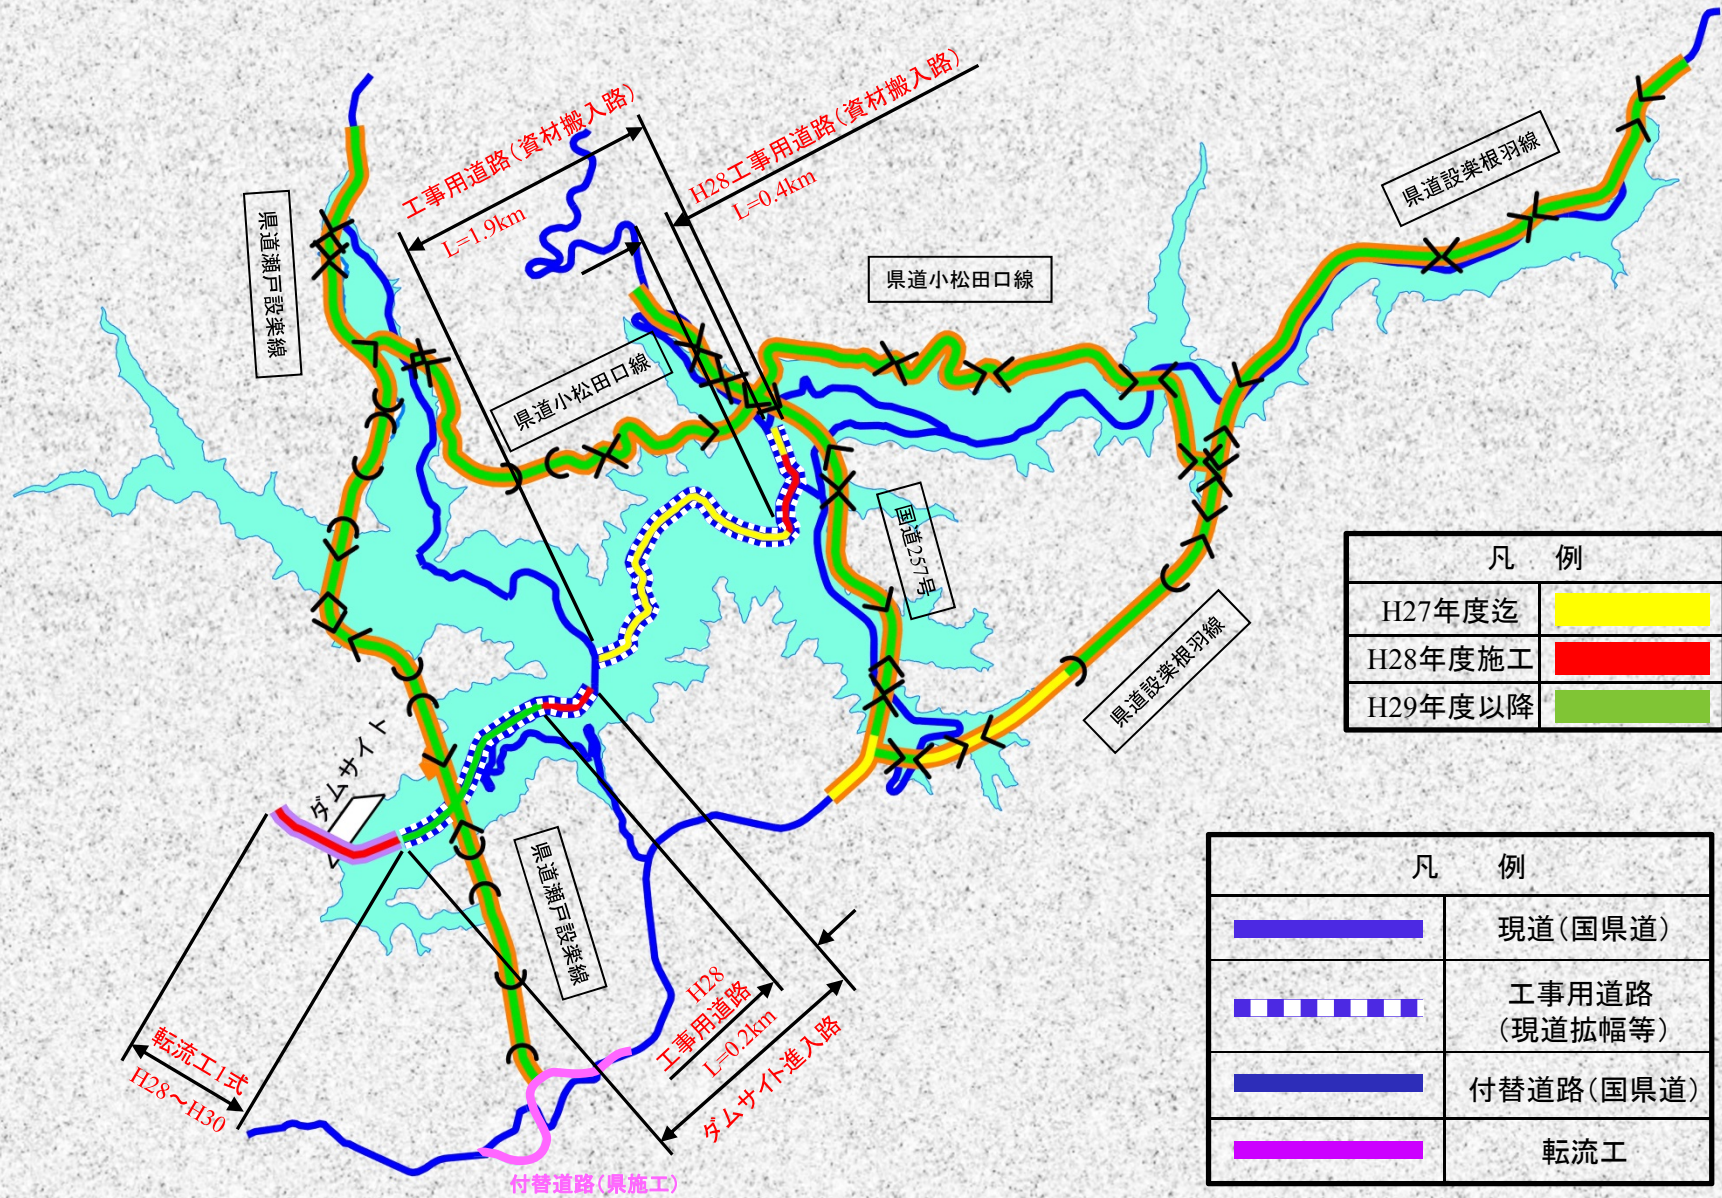 工事用道路（資材搬入路）
L=1.9km
H28工事用道路（資材搬入路）
L=0.4km
県道設楽根羽線
県道瀬戸設楽線
県道小松田口線
県道小松田口線
国道257号
県道設楽根羽線
ダムサイト
県道瀬戸設楽線
転流工1式
H28～H30
H28
工事用道路
L=0.2km
ダムサイト進入路
付替道路（県施工）
凡 例
H27年度迄
H28年度施工
H29年度以降
凡 例
現道（国県道）
工事用道路
（現道拡幅等）
付替道路（国県道）
転流工